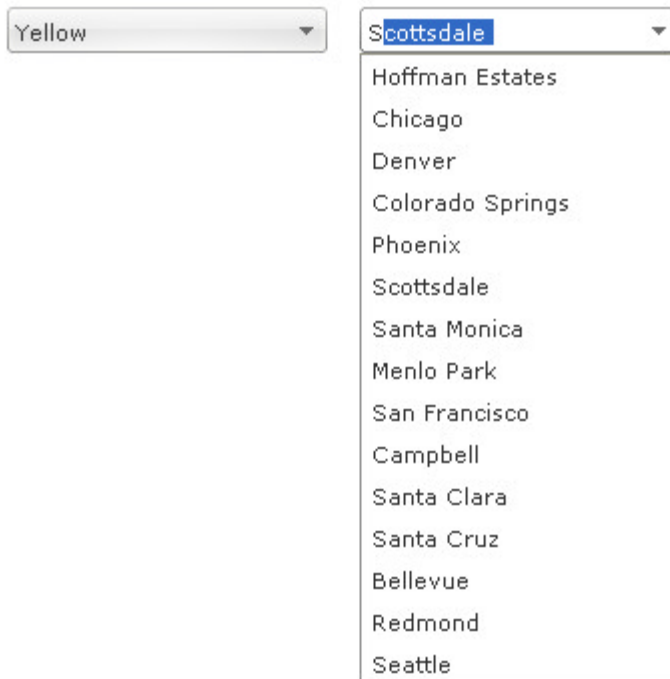 Yellow
Scottsdale
Hoffman Estates
Chicago
Denver
Colorado Springs
Phoenix
Scottsdale
Santa Monica
Menlo Park
San Francisco
Campbell
Santa Clara
Santa Cruz
Bellevue
Redmond
Seattle